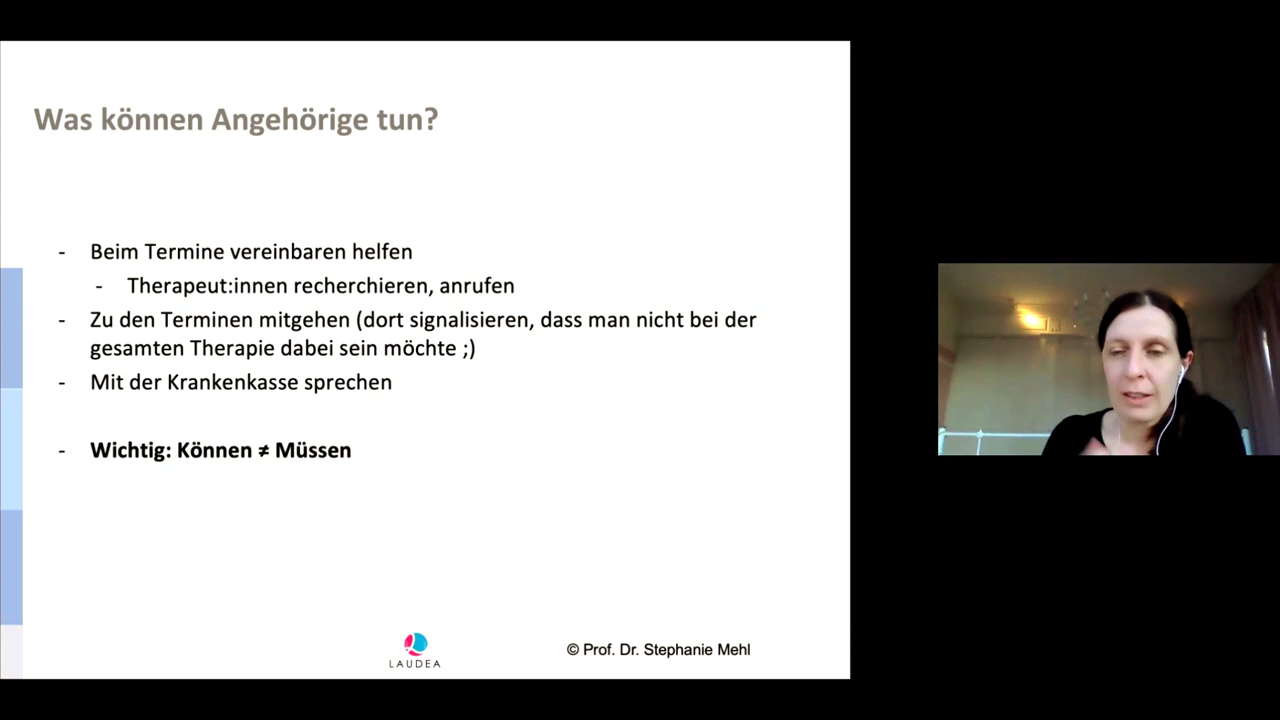 Was können Angehörige tun?
- Beim Termine vereinbaren helfen
- Therapeut:innen recherchieren, anrufen
- Zu den Terminen mitgehen (dort signalisieren, dass man nicht bei der
gesamten Therapie dabei sein möchte ;)
- Mit der Krankenkasse sprechen
- Wichtig: Können ≠ Müssen
LAUDEA
© Prof. Dr. Stephanie Mehl